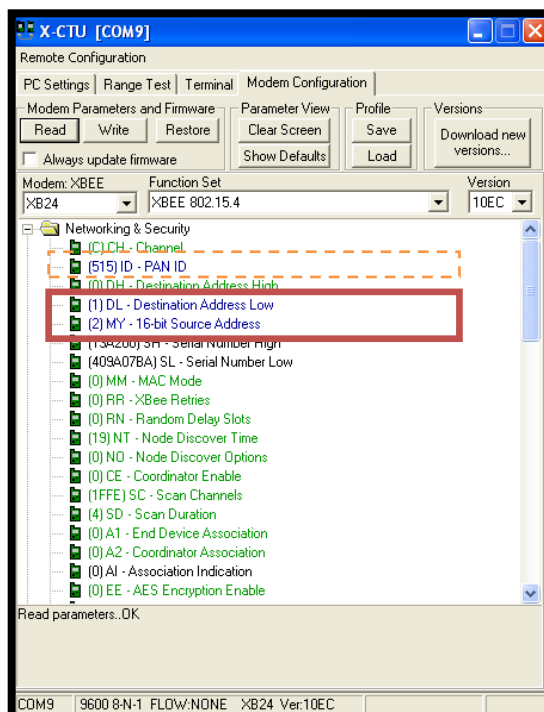 X-CTU [COM9]
Remote Configuration
PC Settings Range Test Terminal Modem Configuration
Modem Parameters and Firmware Parameter View Profile Versions
Read Write Restore Clear Screen Save Download new versions...
Always update firmware Show Defaults Load
Modem: XBEE Function Set Version
XB24 XBEE 802.15.4 10EC
Networking & Security
(C) CH - Channel
(515) ID - PAN ID
(0) DH - Destination Address High
(1) DL - Destination Address Low
(2) MY - 16-bit Source Address
(13A200) SH - Serial Number High
(409A07BA) SL - Serial Number Low
(0) MM - MAC Mode
(0) RR - XBee Retries
(0) RN - Random Delay Slots
(19) NT - Node Discover Time
(0) NO - Node Discover Options
(0) CE - Coordinator Enable
(1FFE) SC - Scan Channels
(4) SD - Scan Duration
(0) A1 - End Device Association
(0) A2 - Coordinator Association
(0) AI - Association Indication
(0) EE - AES Encryption Enable
Read parameters..OK
COM9 9600 8-N-1 FLOW:NONE XB24 Ver:10EC